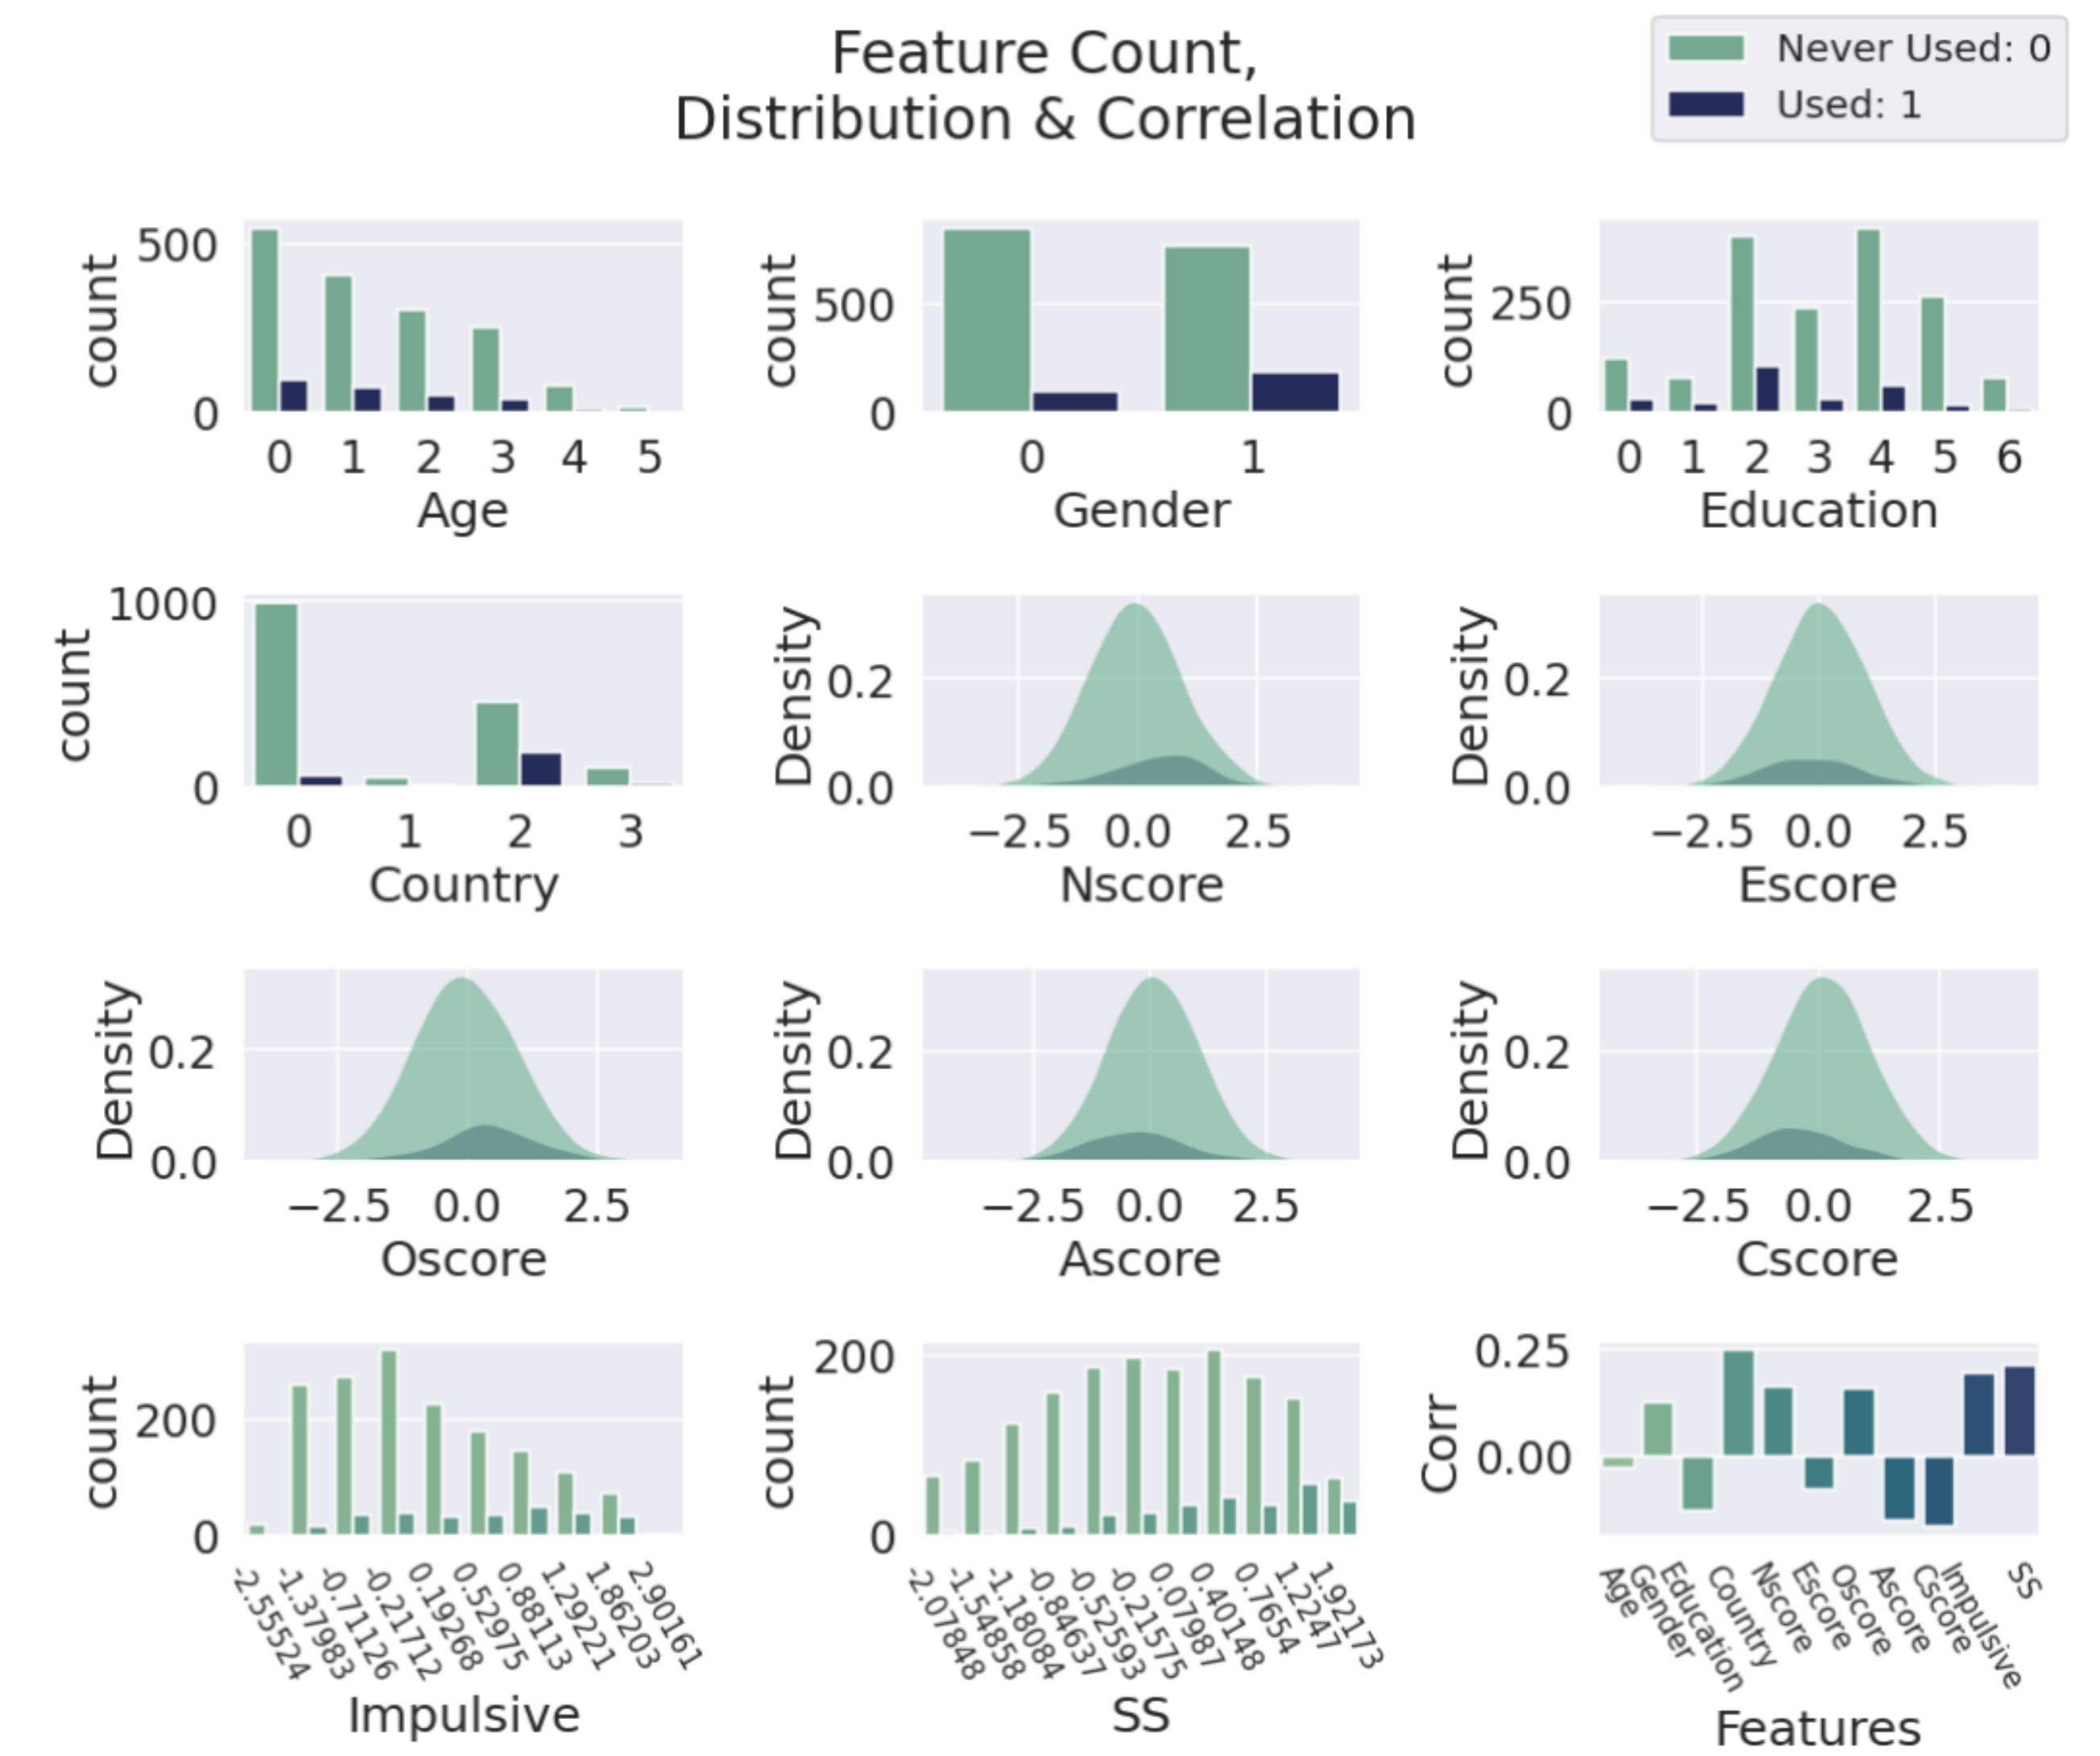 Feature Count,
Distribution & Correlation
Never Used: 0
Used: 1
count
500
0
0 1 2 3 4 5
Age
count
500
0
0 1
Gender
count
250
0
0 1 2 3 4 5 6
Education
count
1000
0
0 1 2 3
Country
Density
0.2
0.0
−2.5 0.0 2.5
Nscore
Density
0.2
0.0
−2.5 0.0 2.5
Escore
Density
0.2
0.0
−2.5 0.0 2.5
Oscore
Density
0.2
0.0
−2.5 0.0 2.5
Ascore
Density
0.2
0.0
−2.5 0.0 2.5
Cscore
count
200
0
-2.55524
-1.37983
-0.71126
-0.21712
0.19268
0.52975
0.88113
1.29221
1.86203
2.90161
Impulsive
count
200
0
-2.07848
-1.54858
-1.18084
-0.84637
-0.52593
-0.21575
0.07987
0.40148
0.7654
1.2247
1.92173
SS
Corr
0.25
0.00
Age
Gender
Education
Country
Nscore
Escore
Oscore
Ascore
Cscore
Impulsive
SS
Features